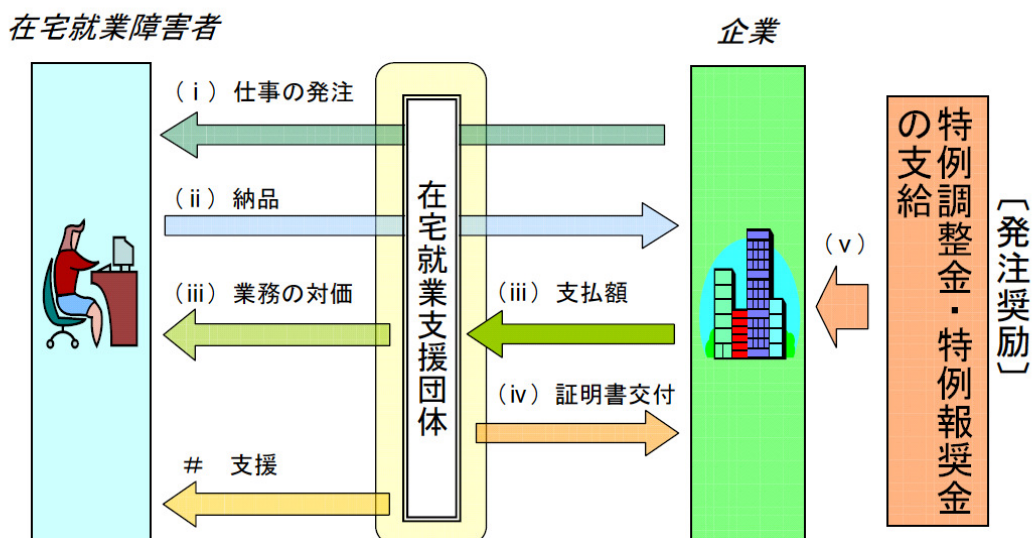 在宅就業障害者
企業
（ⅰ）仕事の発注
（ⅱ）納品
（ⅲ）業務の対価
＃　支援
在宅就業支援団体
（ⅲ）支払額
（ⅳ）証明書交付
（ⅴ）
特例調整金・特例報奨金
の支給
〔発注奨励〕